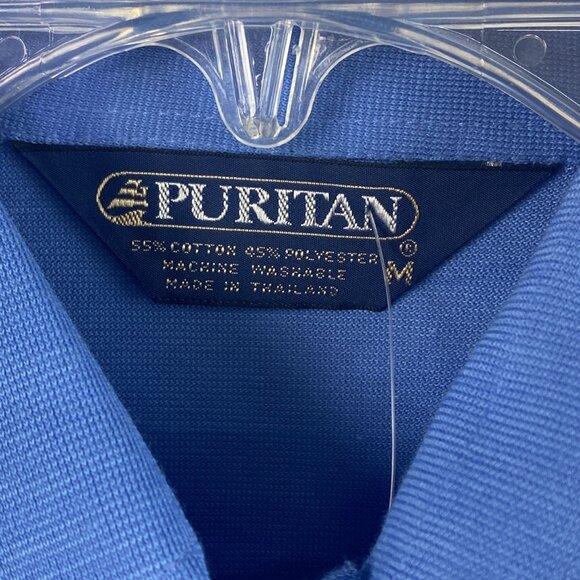 PURITAN
®
55% COTTON 45% POLYESTER
MACHINE WASHABLE M
MADE IN THAILAND